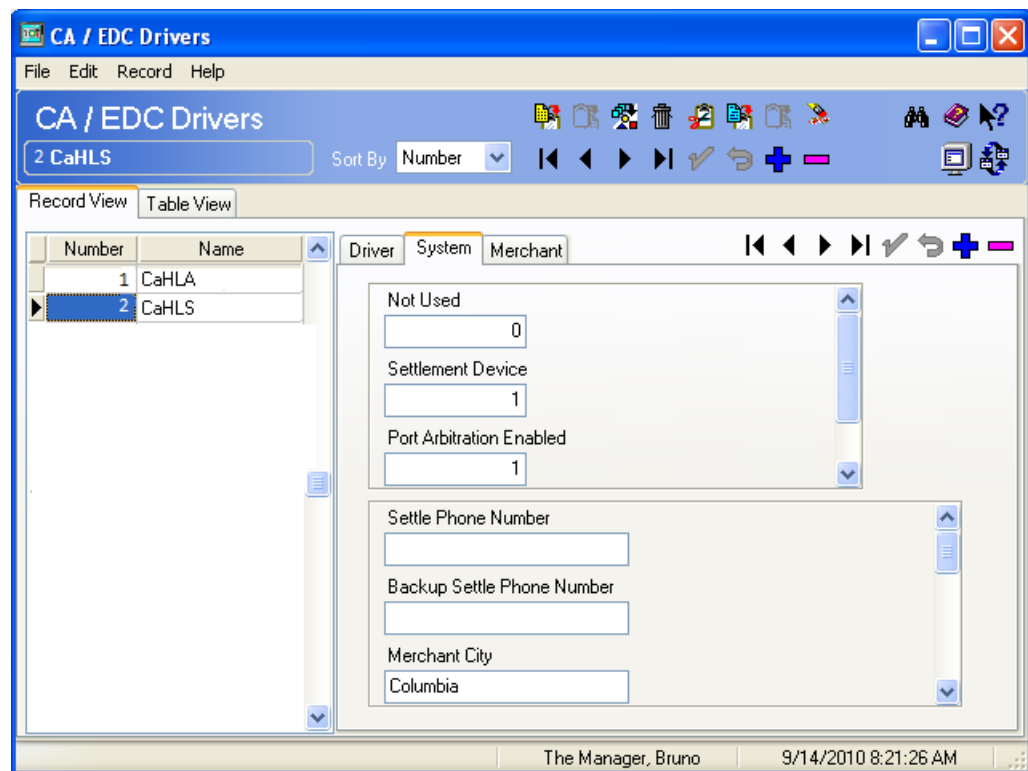 CA / EDC Drivers
File Edit Record Help
CA / EDC Drivers
2 CaHLS
Sort By Number
Record View Table View
Number Name
1 CaHLA
2 CaHLS
Driver System Merchant
Not Used
0
Settlement Device
1
Port Arbitration Enabled
1
Settle Phone Number
Backup Settle Phone Number
Merchant City
Columbia
The Manager, Bruno 9/14/2010 8:21:26 AM